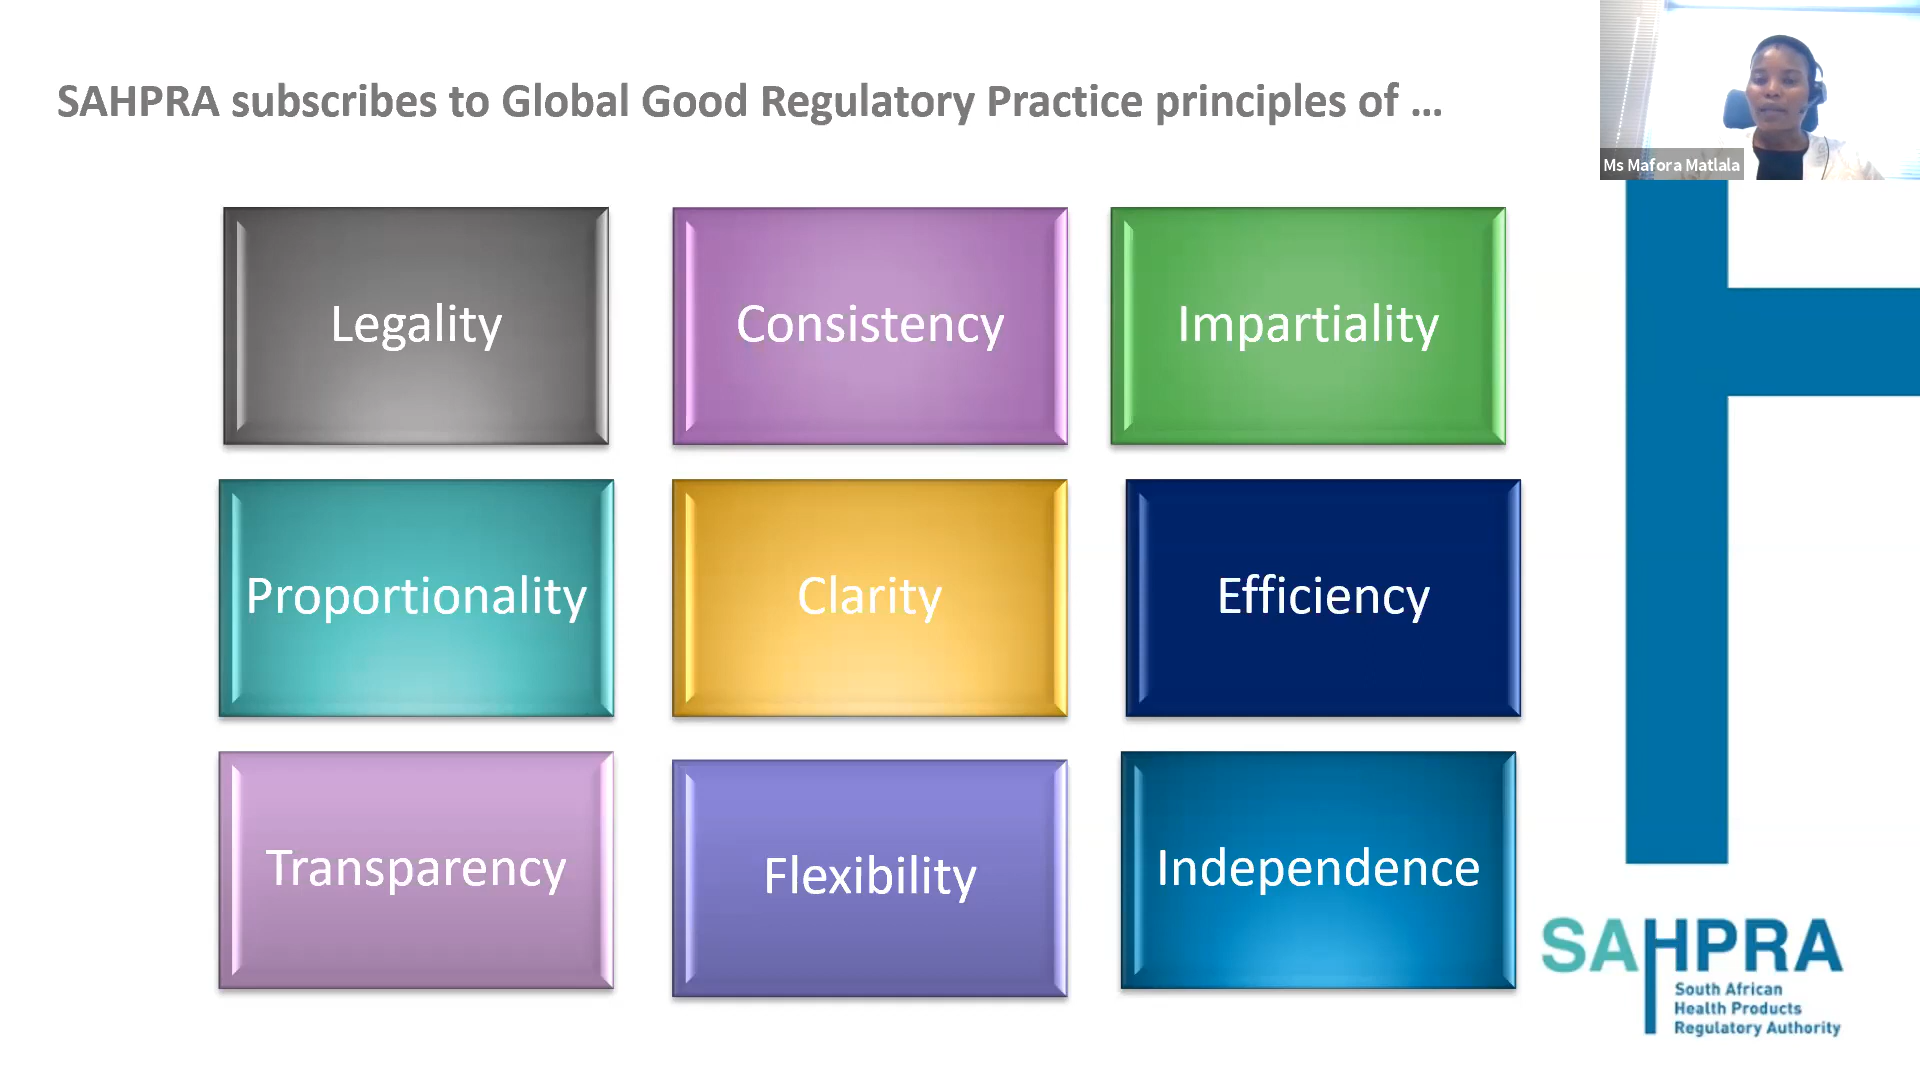 SAHPRA subscribes to Global Good Regulatory Practice principles of ...
Ms Mafora Matlala
Legality
Consistency
Impartiality
Proportionality
Clarity
Efficiency
Transparency
Flexibility
Independence
SAHPRA
South African
Health Products
Regulatory Authority